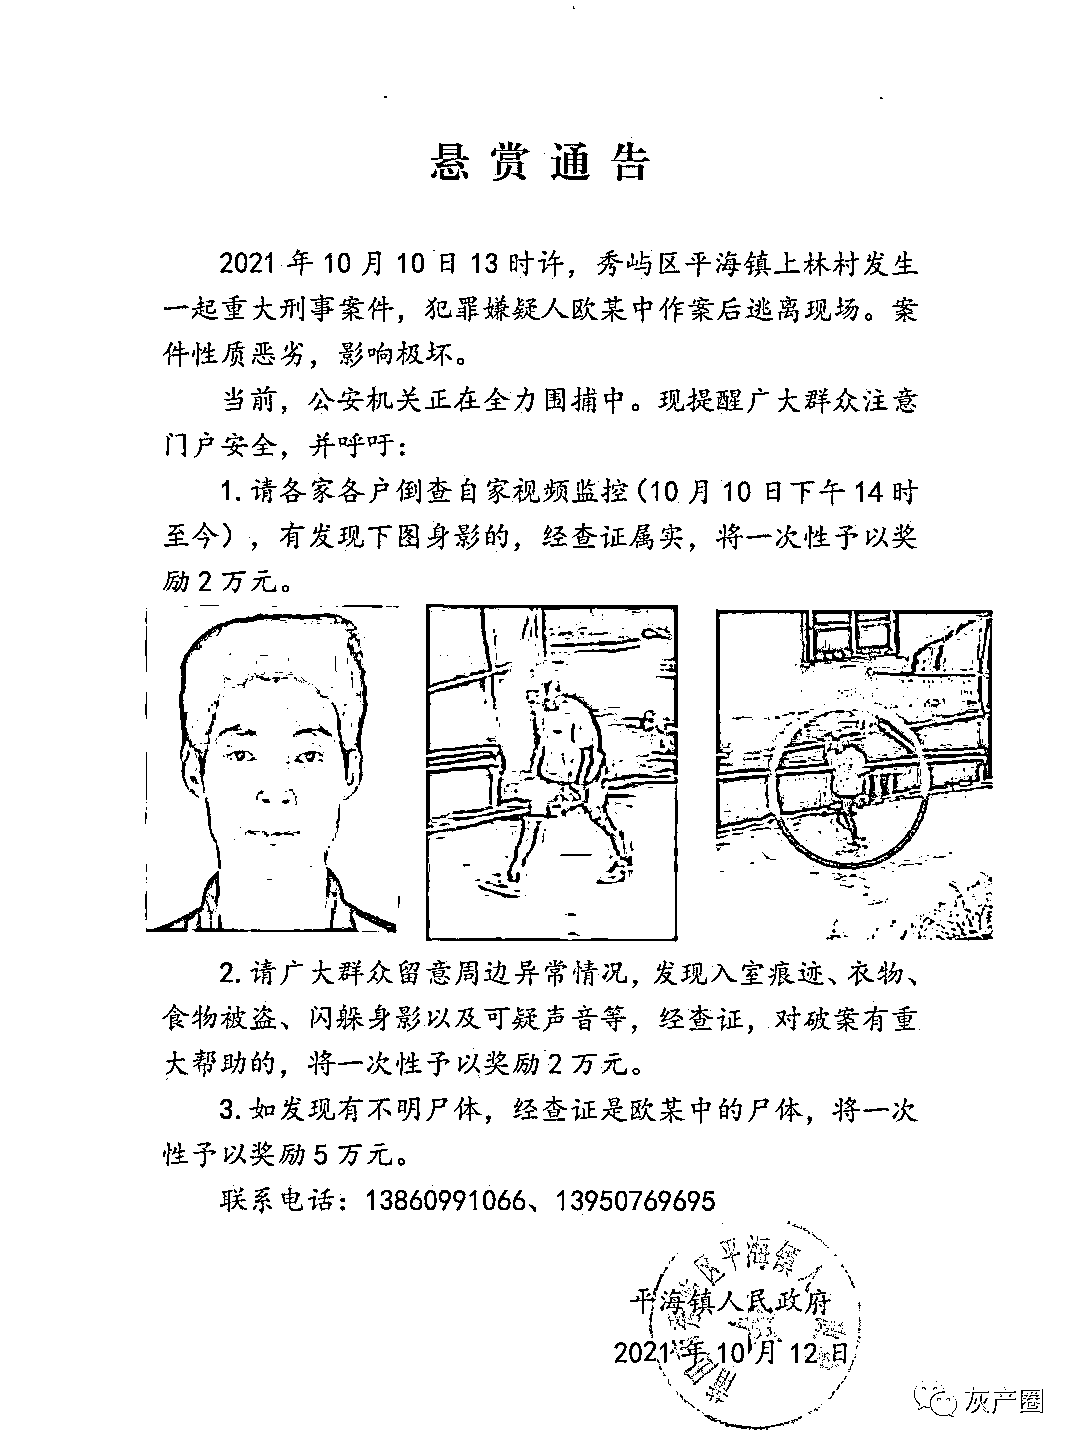 悬赏通告
2021年10月10日13时许，秀屿区平海镇上林村发生
一起重大刑事案件，犯罪嫌疑人欧某中作案后逃离现场。案
件性质恶劣，影响极坏。
当前，公安机关正在全力围捕中。现提醒广大群众注意
门户安全，并呼吁：
1.请各家各户倒查自家视频监控（10月10日下午14时
至今），有发现下图身影的，经查证属实，将一次性予以奖
励2万元。
2.请广大群众留意周边异常情况，发现入室痕迹、衣物、
食物被盗、闪躲身影以及可疑声音等，经查证，对破案有重
大帮助的，将一次性予以奖励2万元。
3.如发现有不明尸体，经查证是欧某中的尸体，将一次
性予以奖励5万元。
联系电话：13860991066、13950769695
平海镇人民政府
2021年10月12日
区平海镇人
灰产圈